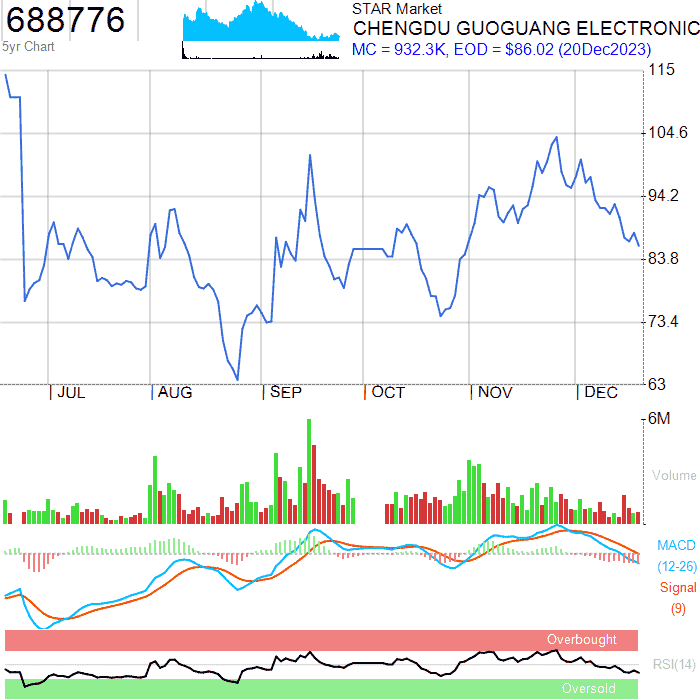 688776
STAR Market
CHENGDU GUOGUANG ELECTRONIC
5yr Chart
MC = 932.3K, EOD = $86.02 (20Dec2023)
115
104.6
94.2
83.8
73.4
63
JUL
AUG
SEP
OCT
NOV
DEC
6M
Volume
MACD
(12-26)
Signal
(9)
Overbought
RSI(14)
Oversold